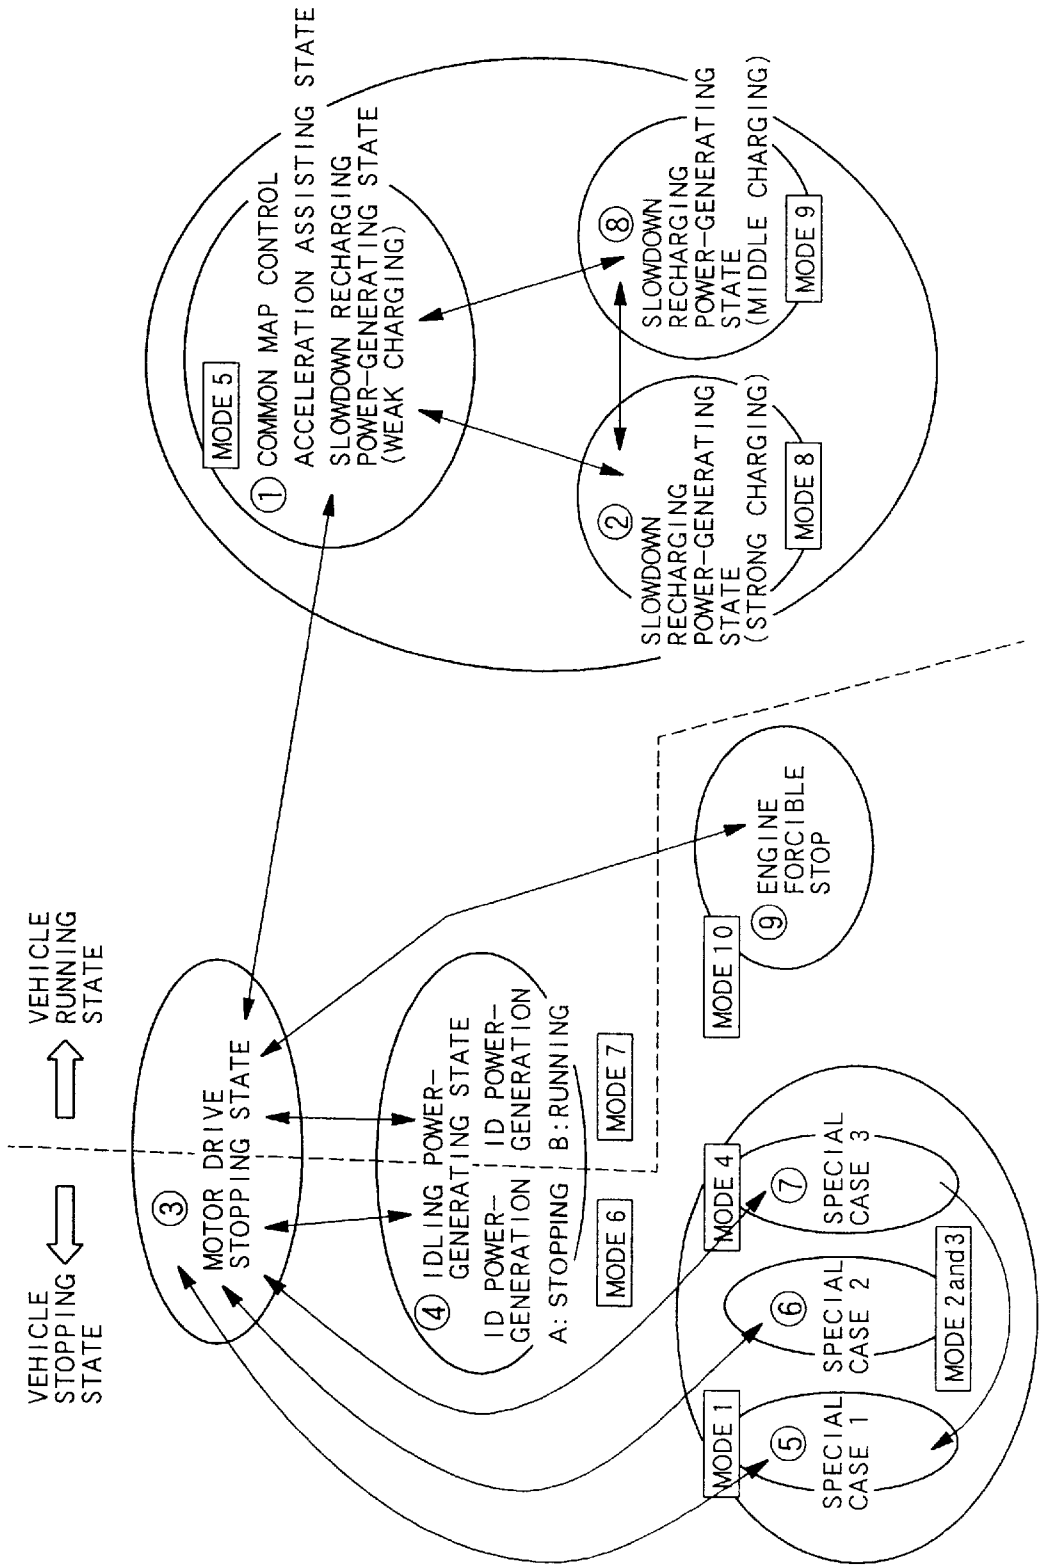 VEHICLE
STOPPING
STATE
VEHICLE
RUNNING
STATE
③
MOTOR DRIVE
STOPPING STATE
④ IDLING POWER-
GENERATING STATE
ID POWER-
GENERATION
A: STOPPING
ID POWER-
GENERATION
B:RUNNING
MODE 6
MODE 7
MODE 1
⑤
SPECIAL
CASE 1
⑥
SPECIAL
CASE 2
MODE 2 and 3
MODE 4
⑦
SPECIAL
CASE 3
MODE 10
⑨ ENGINE
FORCIBLE
STOP
MODE 5
① COMMON MAP CONTROL
ACCELERATION ASSISTING STATE
SLOWDOWN RECHARGING
POWER-GENERATING STATE
(WEAK CHARGING)
②
SLOWDOWN
RECHARGING
POWER-GENERATING
STATE
(STRONG CHARGING)
MODE 8
⑧
SLOWDOWN
RECHARGING
POWER-GENERATING
STATE
(MIDDLE CHARGING)
MODE 9